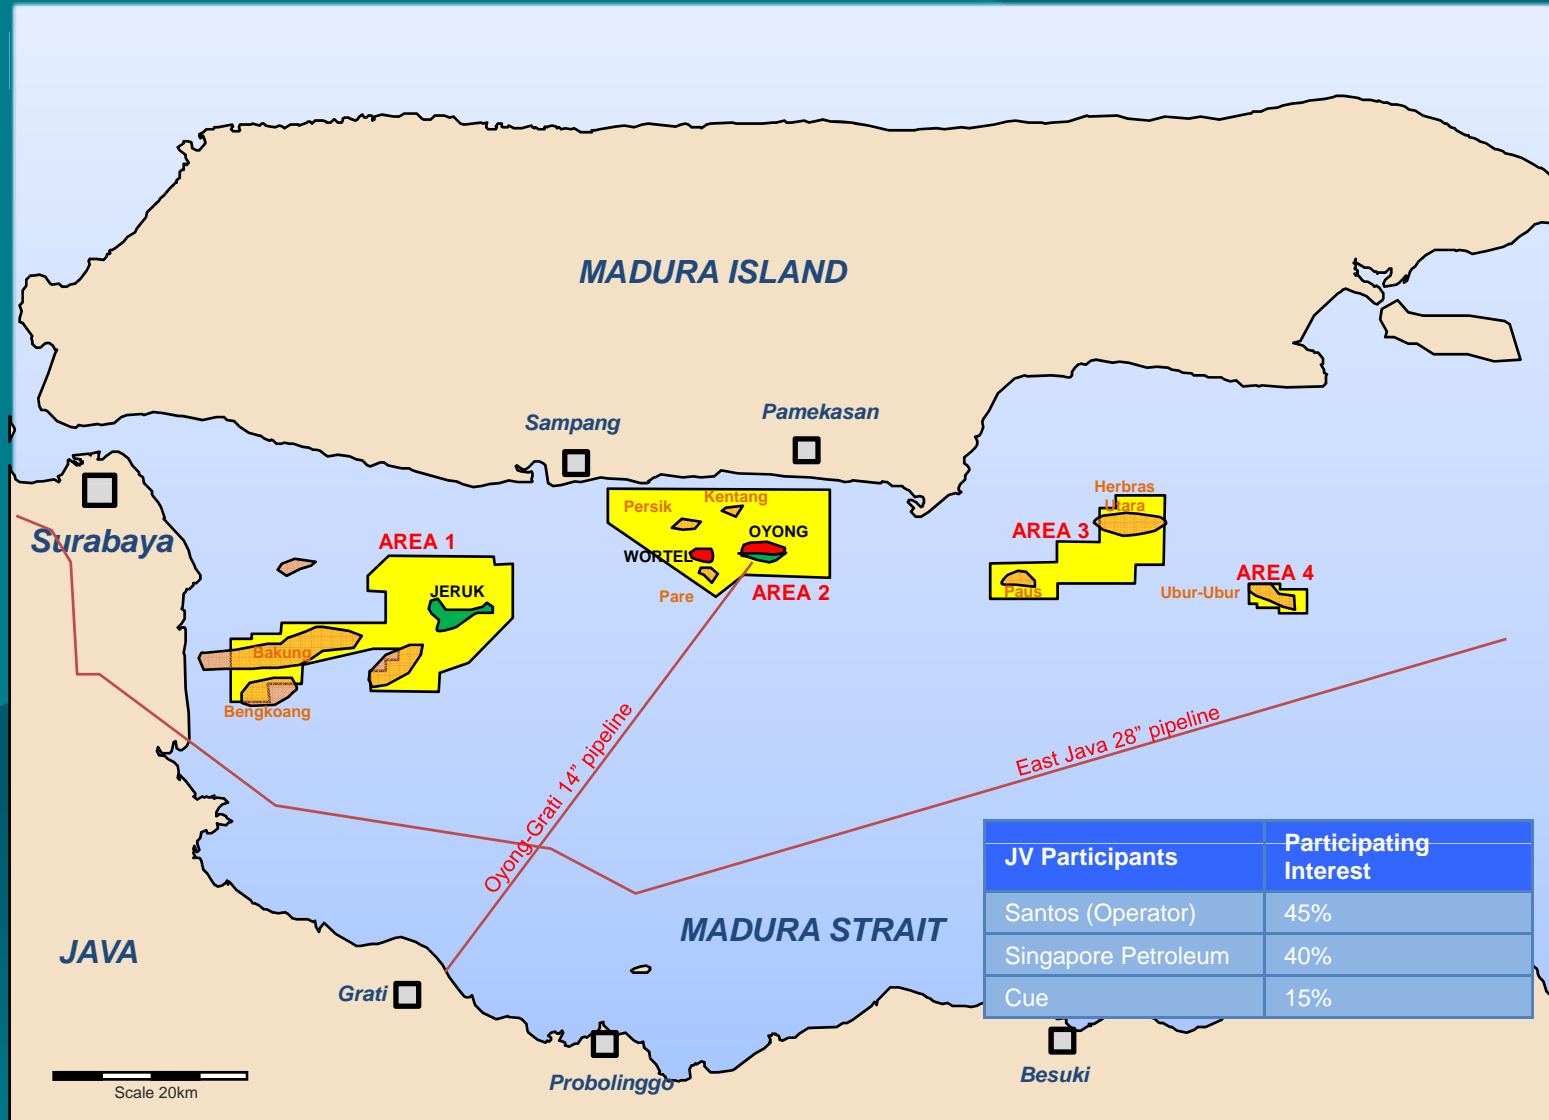 MADURA ISLAND
Sampang
Pamekasan
Surabaya
AREA 1
JERUK
Bakung
Bengkoang
Persik
Kentang
WORTEL
OYONG
Pare
AREA 2
Herbras
Utara
AREA 3
Paus
Ubur-Ubur
AREA 4
Oyong-Grati 14” pipeline
East Java 28” pipeline
MADURA STRAIT
JAVA
Grati
Probolinggo
Besuki
Scale 20km
JV Participants
Participating
Interest
Santos (Operator)
45%
Singapore Petroleum
40%
Cue
15%